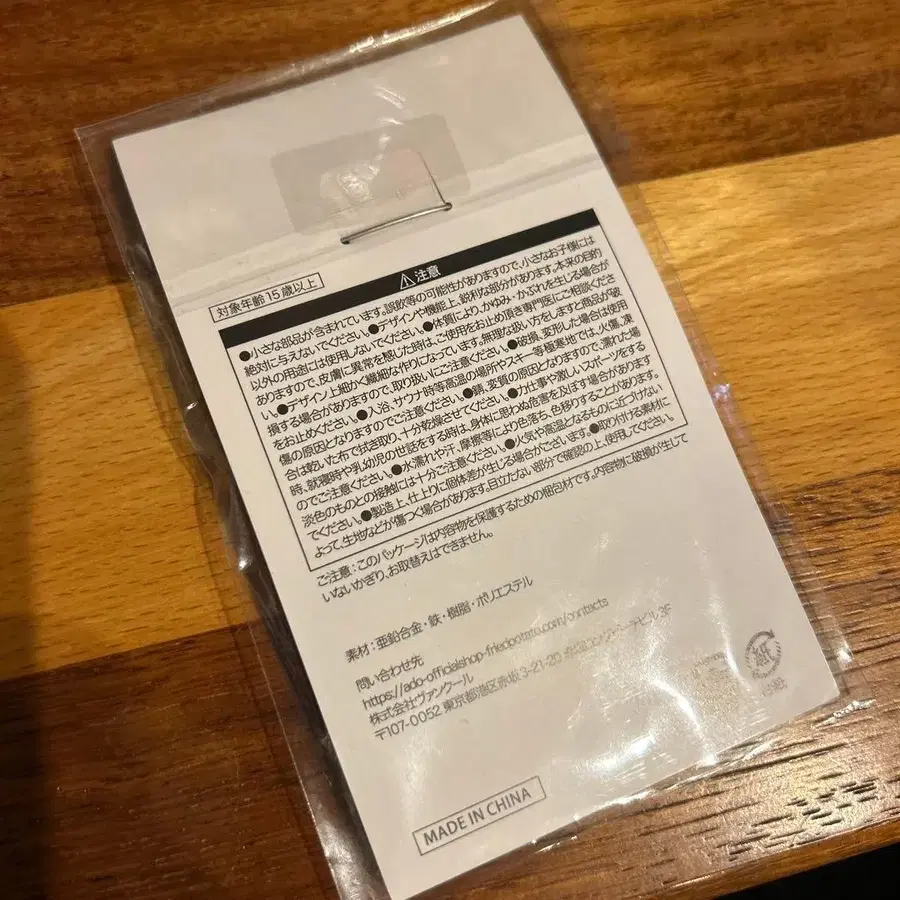 対象年齢15歳以上
⚠注意
●小さな部品が含まれています。誤飲等の可能性がありますので、小さなお子様には
絶対に与えないでください。●デザインや機能上、鋭利な部分があります。本来の目的
以外の用途には使用しないでください。●体質により、かゆみ・かぶれを生じる場合が
ありますので、皮膚に異常を感じた時は、ご使用をお止め頂き専門医にご相談くださ
い。●デザイン上細かく繊細な作りになっています。無理な扱い方をしますと商品が破
損する場合がありますので、取り扱いにご注意ください。●破損、変形した場合は使用
をお止めください。●入浴、サウナ時等高温の場所やスキー等極寒地では、火傷、凍
傷の原因となりますのでご注意ください。●錆、変質の原因となりますので、濡れた場
合は乾いた布で拭き取り、十分乾燥させてください。●力仕事や激しいスポーツをする
時、就寝時や乳幼児の世話をする時は、身体に思わぬ危害を及ぼす場合があります
のでご注意ください。●水濡れや汗、摩擦等により色落ち、色移りすることがあります。
淡色のものとの接触には十分ご注意ください。●火気や高温となるものに近づけない
でください。●製造上、仕上りに個体差が生じる場合がございます。●取り付ける素材に
よって、生地などが傷つく場合があります。目立たない部分で確認の上、使用してください。
ご注意:このパッケージは内容物を保護するための梱包材です。内容物に破損が生じて
いないかぎり、お取替えはできません。
素材:亜鉛合金・鉄・樹脂・ポリエステル
問い合わせ先
https://ado-officialshop-friedpotato.com/contacts
株式会社ヴァンクール
〒107-0052 東京都港区赤坂3-21-20 赤坂ロングビーチビル3F
紙
MADE IN CHINA